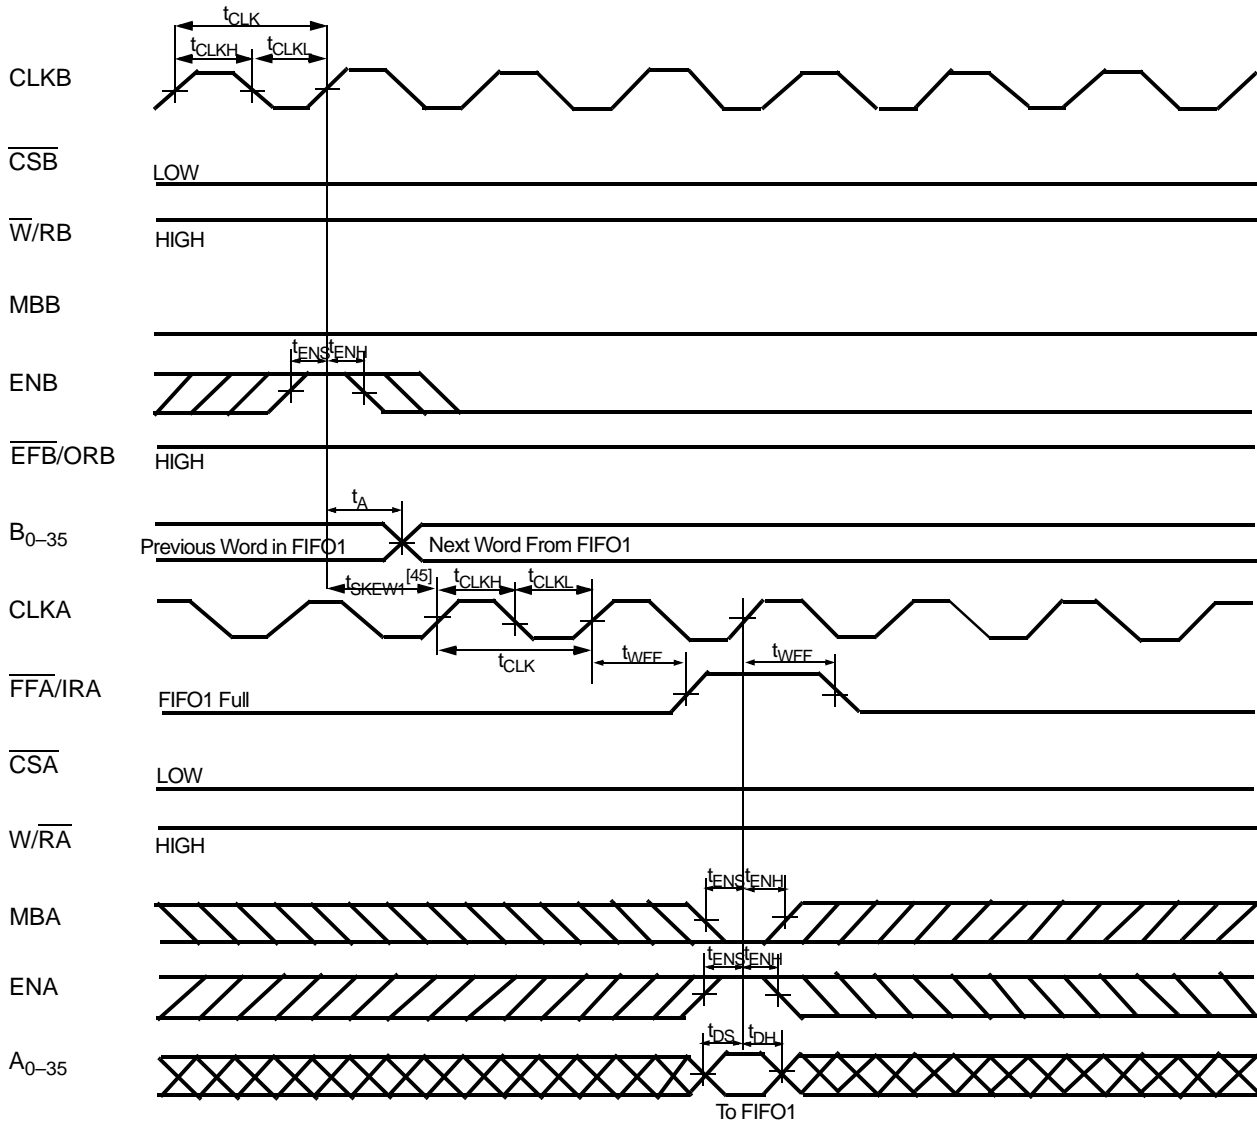 tCLK
tCLKH tCLKL
CLKB
CSB
LOW
W/RB
HIGH
MBB
tENS tENH
ENB
EFB/ORB
HIGH
tA
B0–35
Previous Word in FIFO1 Next Word From FIFO1
tSKEW1[45] tCLKH tCLKL
CLKA
tCLK tWFF tWFF
FFA/IRA
FIFO1 Full
CSA
LOW
W/RA
HIGH
tENS tENH
MBA
tENS tENH
ENA
tDS tDH
A0–35
To FIFO1